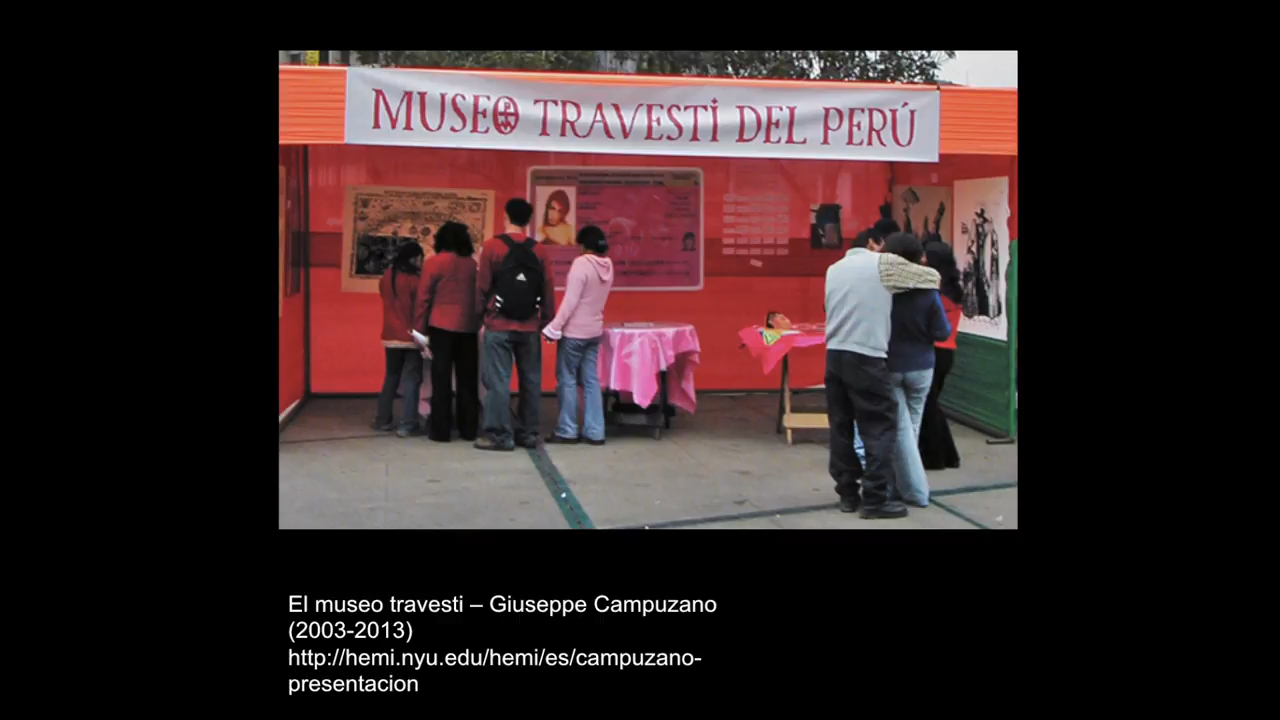 MUSEO TRAVESTI DEL PERÚ
El museo travesti – Giuseppe Campuzano
(2003-2013)
http://hemi.nyu.edu/hemi/es/campuzano-
presentacion